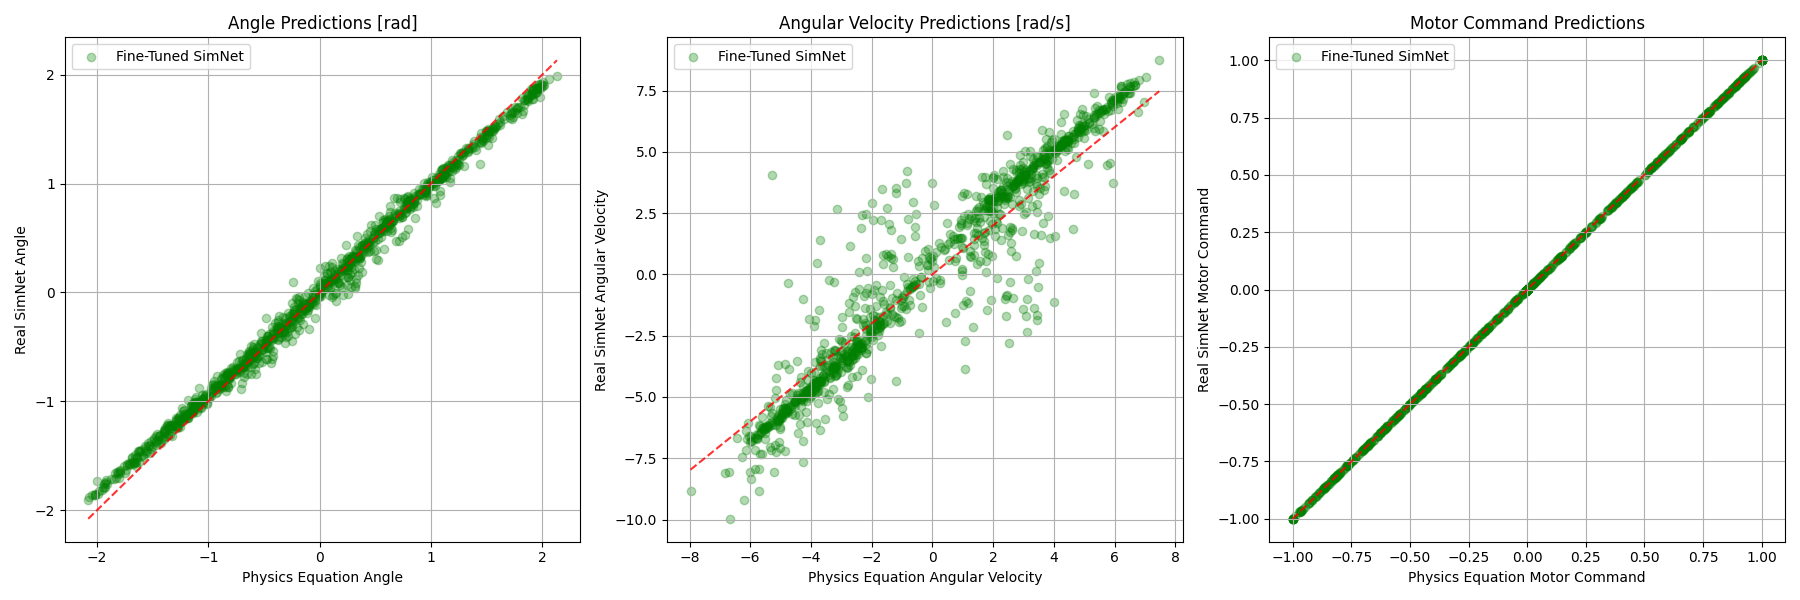 Angle Predictions [rad]
Fine-Tuned SimNet
2
1
0
−1
−2
Real SimNet Angle
−2 −1 0 1 2
Physics Equation Angle
Angular Velocity Predictions [rad/s]
Fine-Tuned SimNet
7.5
5.0
2.5
0.0
−2.5
−5.0
−7.5
−10.0
Real SimNet Angular Velocity
−8 −6 −4 −2 0 2 4 6 8
Physics Equation Angular Velocity
Motor Command Predictions
Fine-Tuned SimNet
1.00
0.75
0.50
0.25
0.00
−0.25
−0.50
−0.75
−1.00
Real SimNet Motor Command
−1.00 −0.75 −0.50 −0.25 0.00 0.25 0.50 0.75 1.00
Physics Equation Motor Command